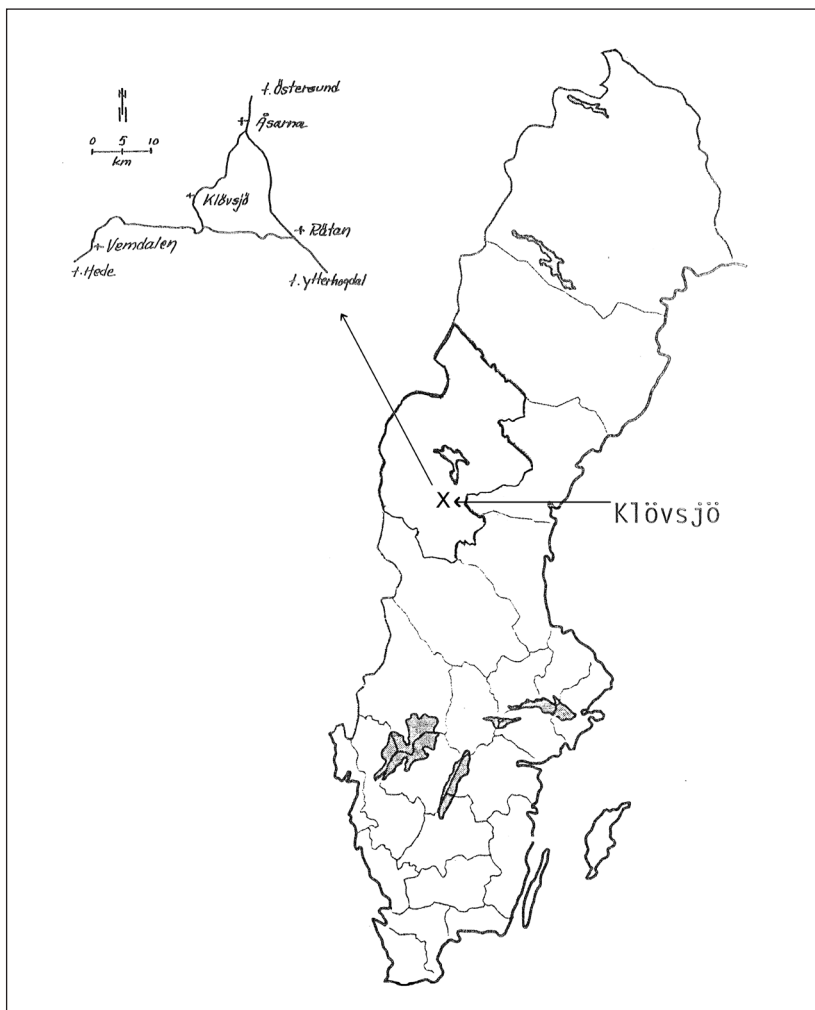 t. Östersund
Åsarna
0 5 10
km
Klövsjö
Vemdalen
Rätan
t. Hede
t. Ytterhogdal
X
Klövsjö